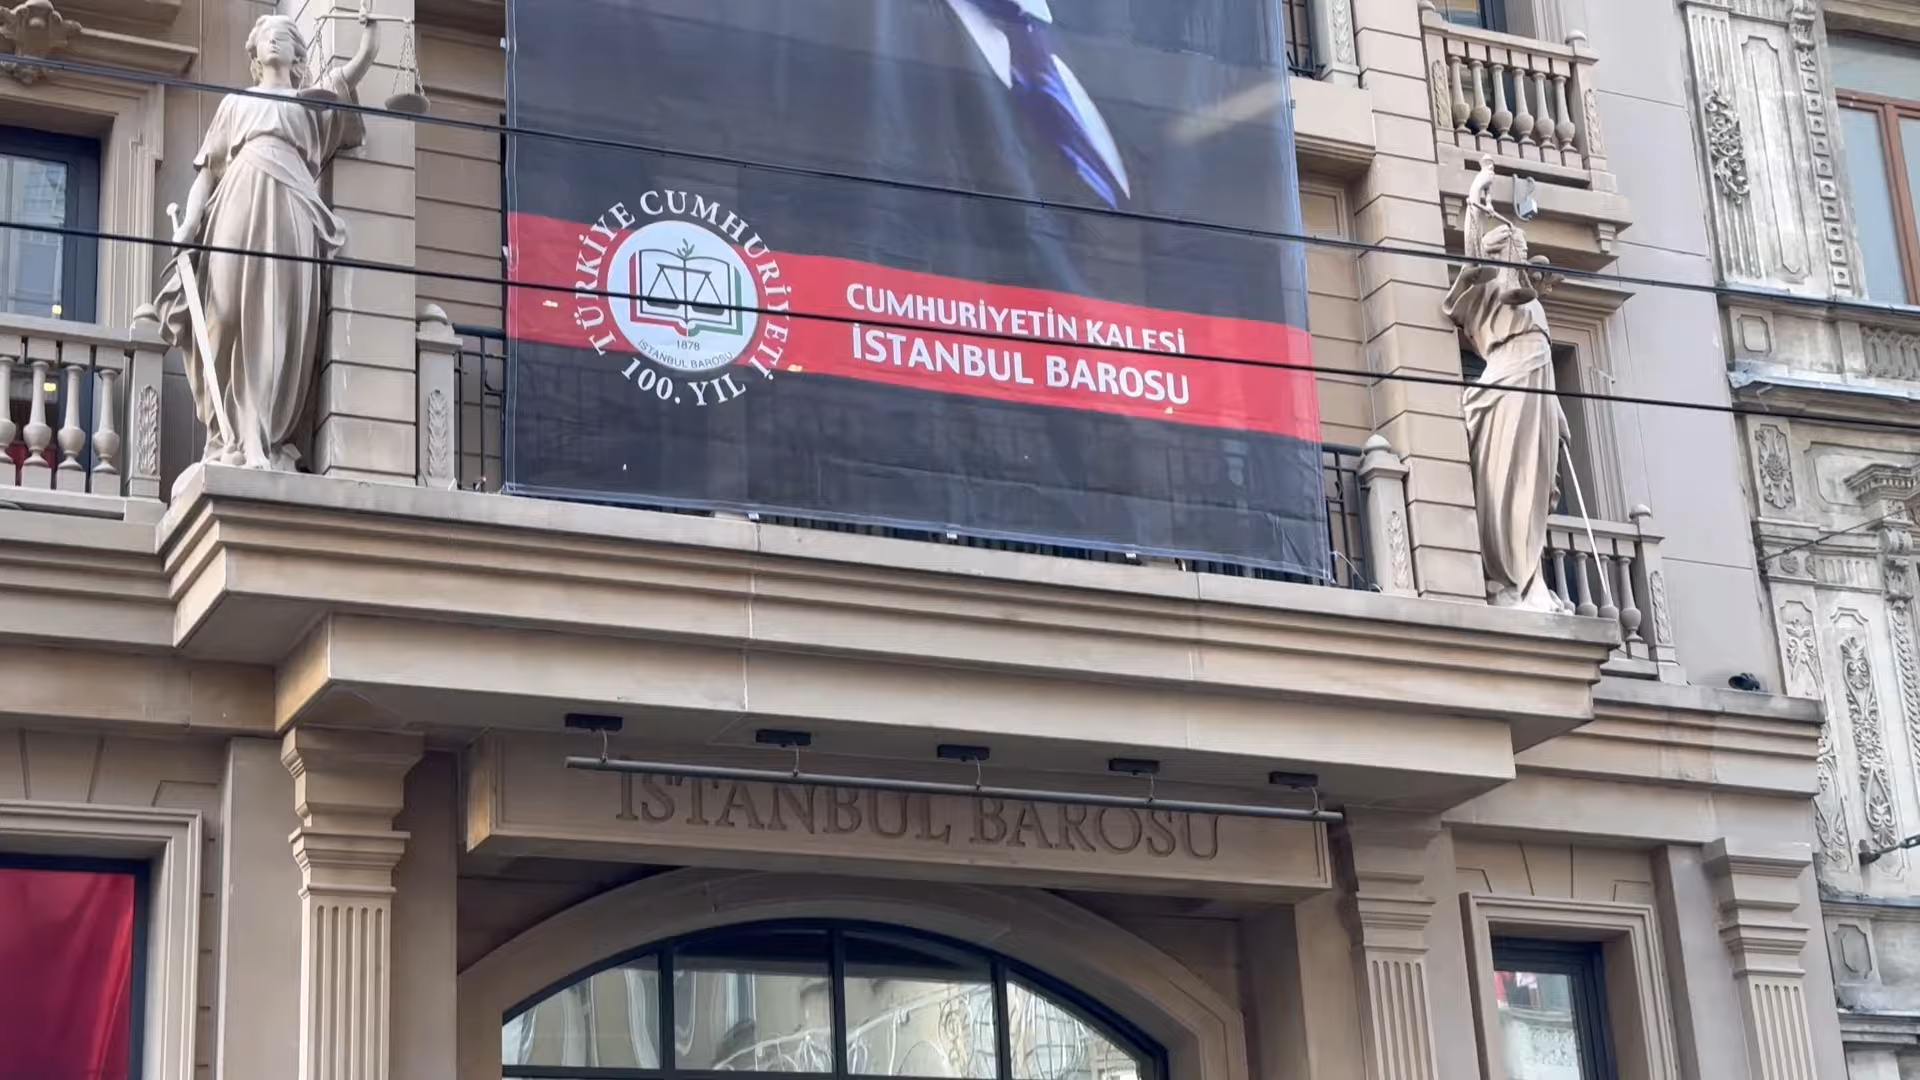 TÜRKİYE CUMHURİYETİ
1878
İSTANBUL BAROSU
100. YIL
CUMHURİYETİN KALESİ
İSTANBUL BAROSU
İSTANBUL BAROSU